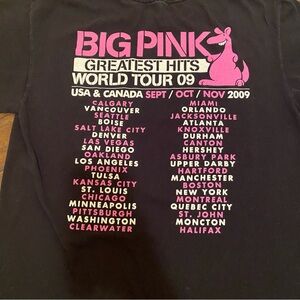 BIG PINK
GREATEST HITS
WORLD TOUR 09
USA & CANADA SEPT / OCT / NOV 2009
CALGARY
VANCOUVER
SEATTLE
BOISE
SALT LAKE CITY
DENVER
LAS VEGAS
SAN DIEGO
OAKLAND
LOS ANGELES
PHOENIX
TULSA
KANSAS CITY
ST. LOUIS
CHICAGO
MINNEAPOLIS
PITTSBURGH
WASHINGTON
CLEARWATER
MIAMI
ORLANDO
JACKSONVILLE
ATLANTA
KNOXVILLE
DURHAM
CANTON
HERSHEY
ASBURY PARK
UPPER DARBY
HARTFORD
MANCHESTER
BOSTON
NEW YORK
MONTREAL
QUEBEC CITY
ST. JOHN
MONCTON
HALIFAX